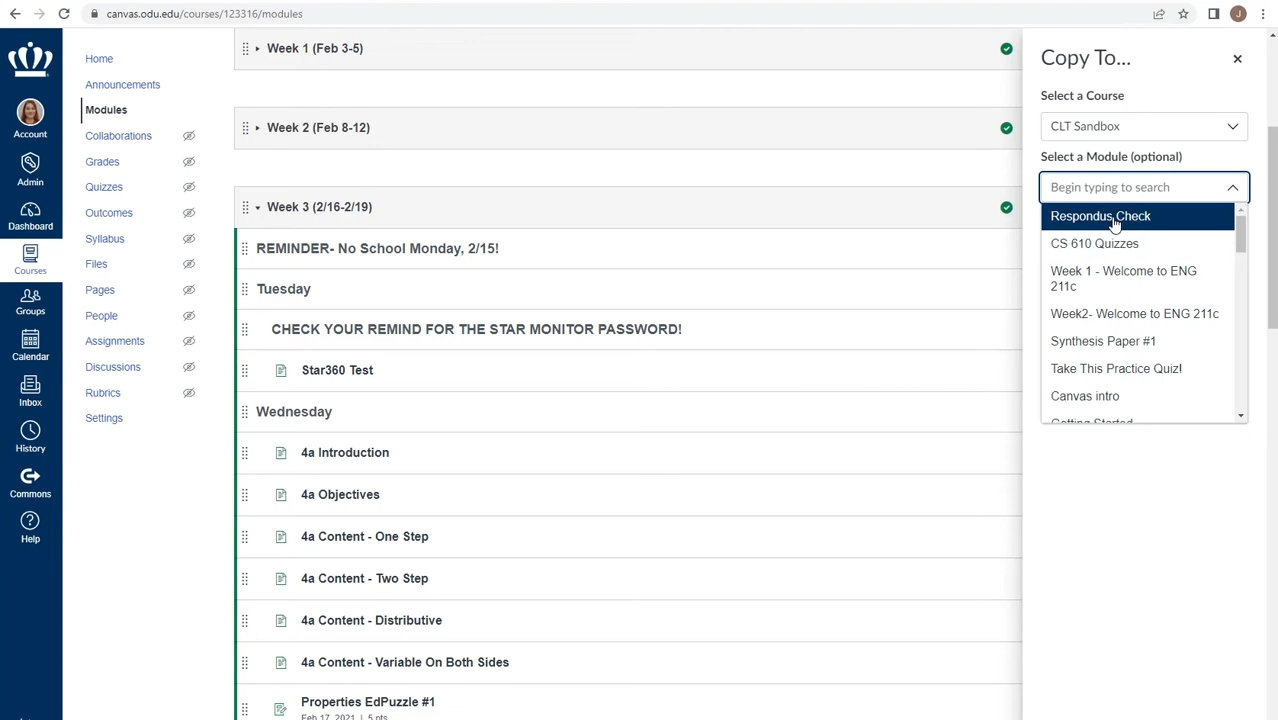 canvas.odu.edu/courses/123316/modules
J
Account
Admin
Dashboard
Courses
Groups
Calendar
Inbox
History
Commons
Help
Home
Announcements
Modules
Collaborations
Grades
Quizzes
Outcomes
Syllabus
Files
Pages
People
Assignments
Discussions
Rubrics
Settings
Week 1 (Feb 3-5)
Week 2 (Feb 8-12)
Week 3 (2/16-2/19)
REMINDER- No School Monday, 2/15!
Tuesday
CHECK YOUR REMIND FOR THE STAR MONITOR PASSWORD!
Star360 Test
Wednesday
4a Introduction
4a Objectives
4a Content - One Step
4a Content - Two Step
4a Content - Distributive
4a Content - Variable On Both Sides
Properties EdPuzzle #1
Feb 17, 2021 | 5 pts
Copy To...
Select a Course
CLT Sandbox
Select a Module (optional)
Begin typing to search
Respondus Check
CS 610 Quizzes
Week 1 - Welcome to ENG
211c
Week2- Welcome to ENG 211c
Synthesis Paper #1
Take This Practice Quiz!
Canvas intro
Getting Started